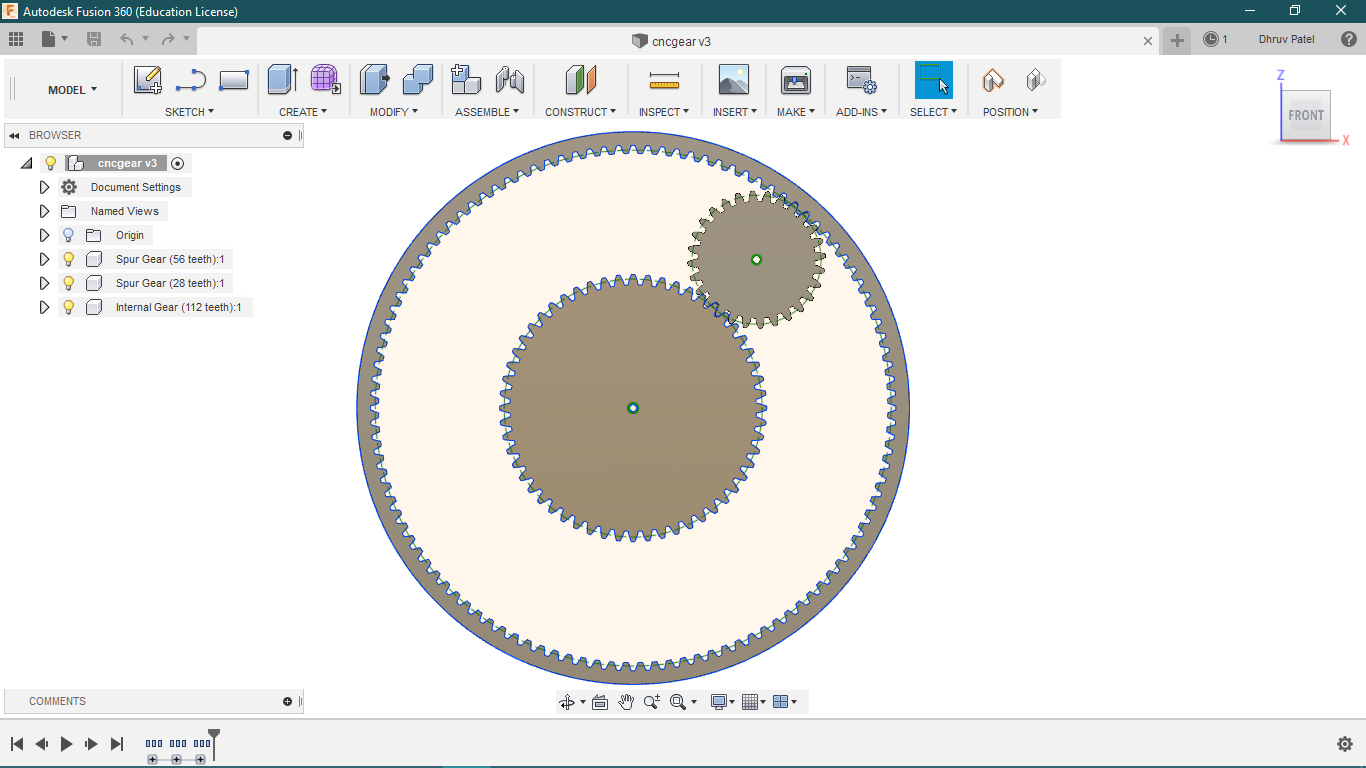 F Autodesk Fusion 360 (Education License)
cncgear v3
1
Dhruv Patel
?
MODEL
SKETCH
CREATE
MODIFY
ASSEMBLE
CONSTRUCT
INSPECT
INSERT
MAKE
ADD-INS
SELECT
POSITION
Z
FRONT
X
BROWSER
cncgear v3
Document Settings
Named Views
Origin
Spur Gear (56 teeth):1
Spur Gear (28 teeth):1
Internal Gear (112 teeth):1
COMMENTS